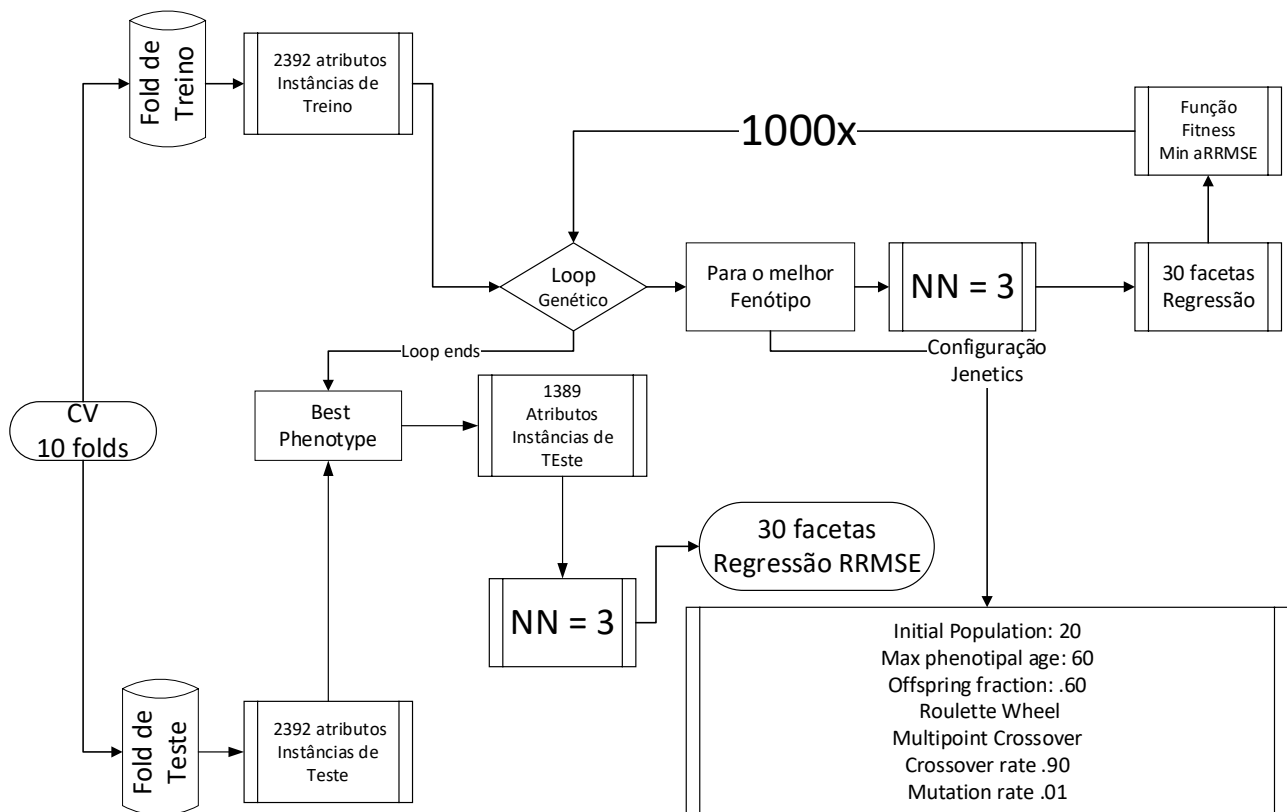 Fold de
Treino
2392 atributos
Instâncias de
Treino
1000x
Função
Fitness
Min aRRMSE
Loop
Genético
Para o melhor
Fenótipo
NN = 3
30 facetas
Regressão
Loop ends
Configuração
Jenetics
CV
10 folds
Best
Phenotype
1389
Atributos
Instâncias de
TEste
30 facetas
Regressão RRMSE
NN = 3
Fold de
Teste
2392 atributos
Instâncias de
Teste
Initial Population: 20
Max phenotipal age: 60
Offspring fraction: .60
Roulette Wheel
Multipoint Crossover
Crossover rate .90
Mutation rate .01